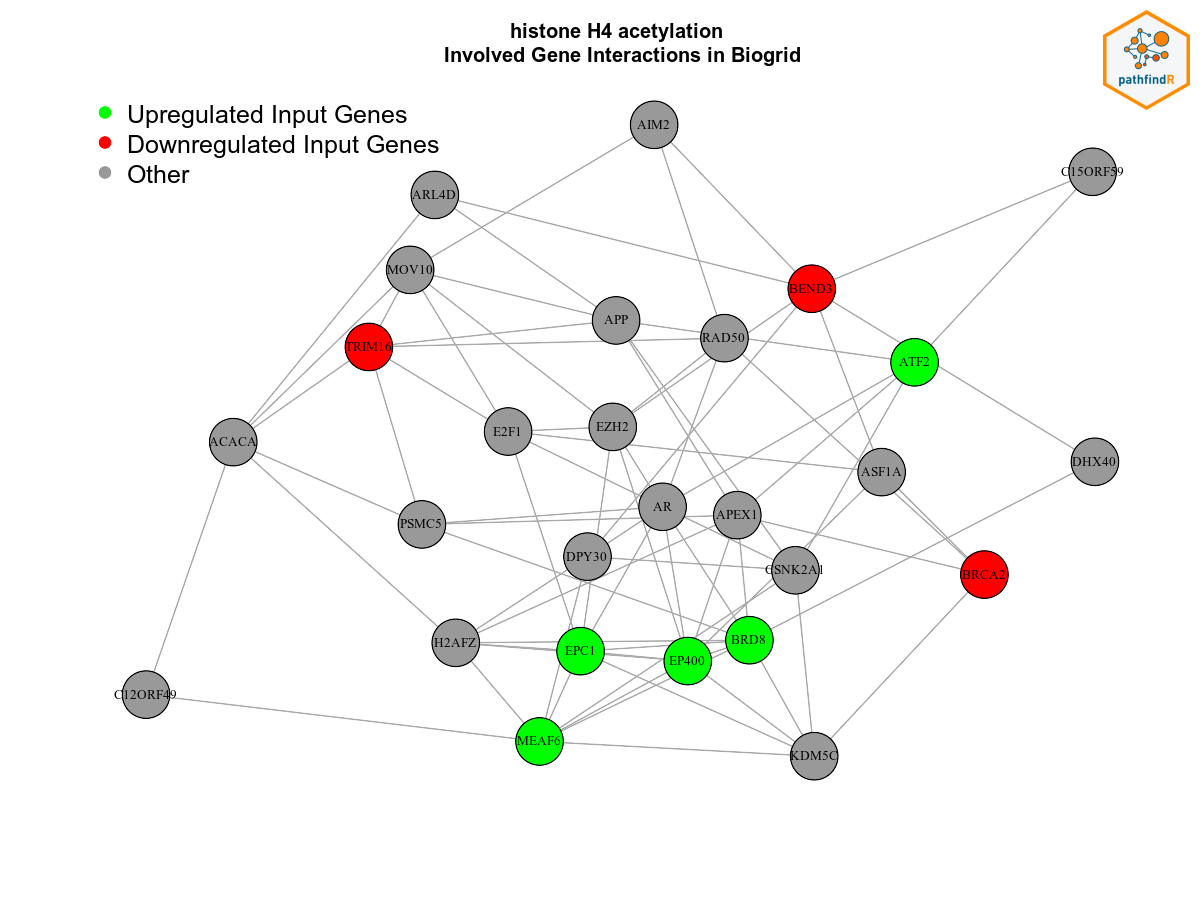 histone H4 acetylation
Involved Gene Interactions in Biogrid
pathfindR
Upregulated Input Genes
Downregulated Input Genes
Other
AIM2
C15ORF59
ARL4D
MOV10
BEND3
APP
RAD50
TRIM16
ATF2
E2F1
EZH2
ACACA
DHX40
ASF1A
AR
APEX1
PSMC5
DPY30
CSNK2A1
BRCA2
H2AFZ
EPC1
EP400
BRD8
C12ORF49
MEAF6
KDM5C